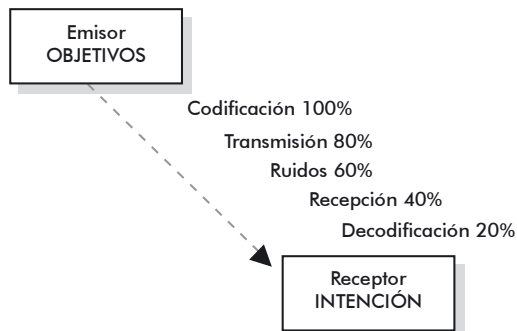 Emisor
OBJETIVOS
Codificación 100%
Transmisión 80%
Ruidos 60%
Recepción 40%
Decodificación 20%
Receptor
INTENCIÓN